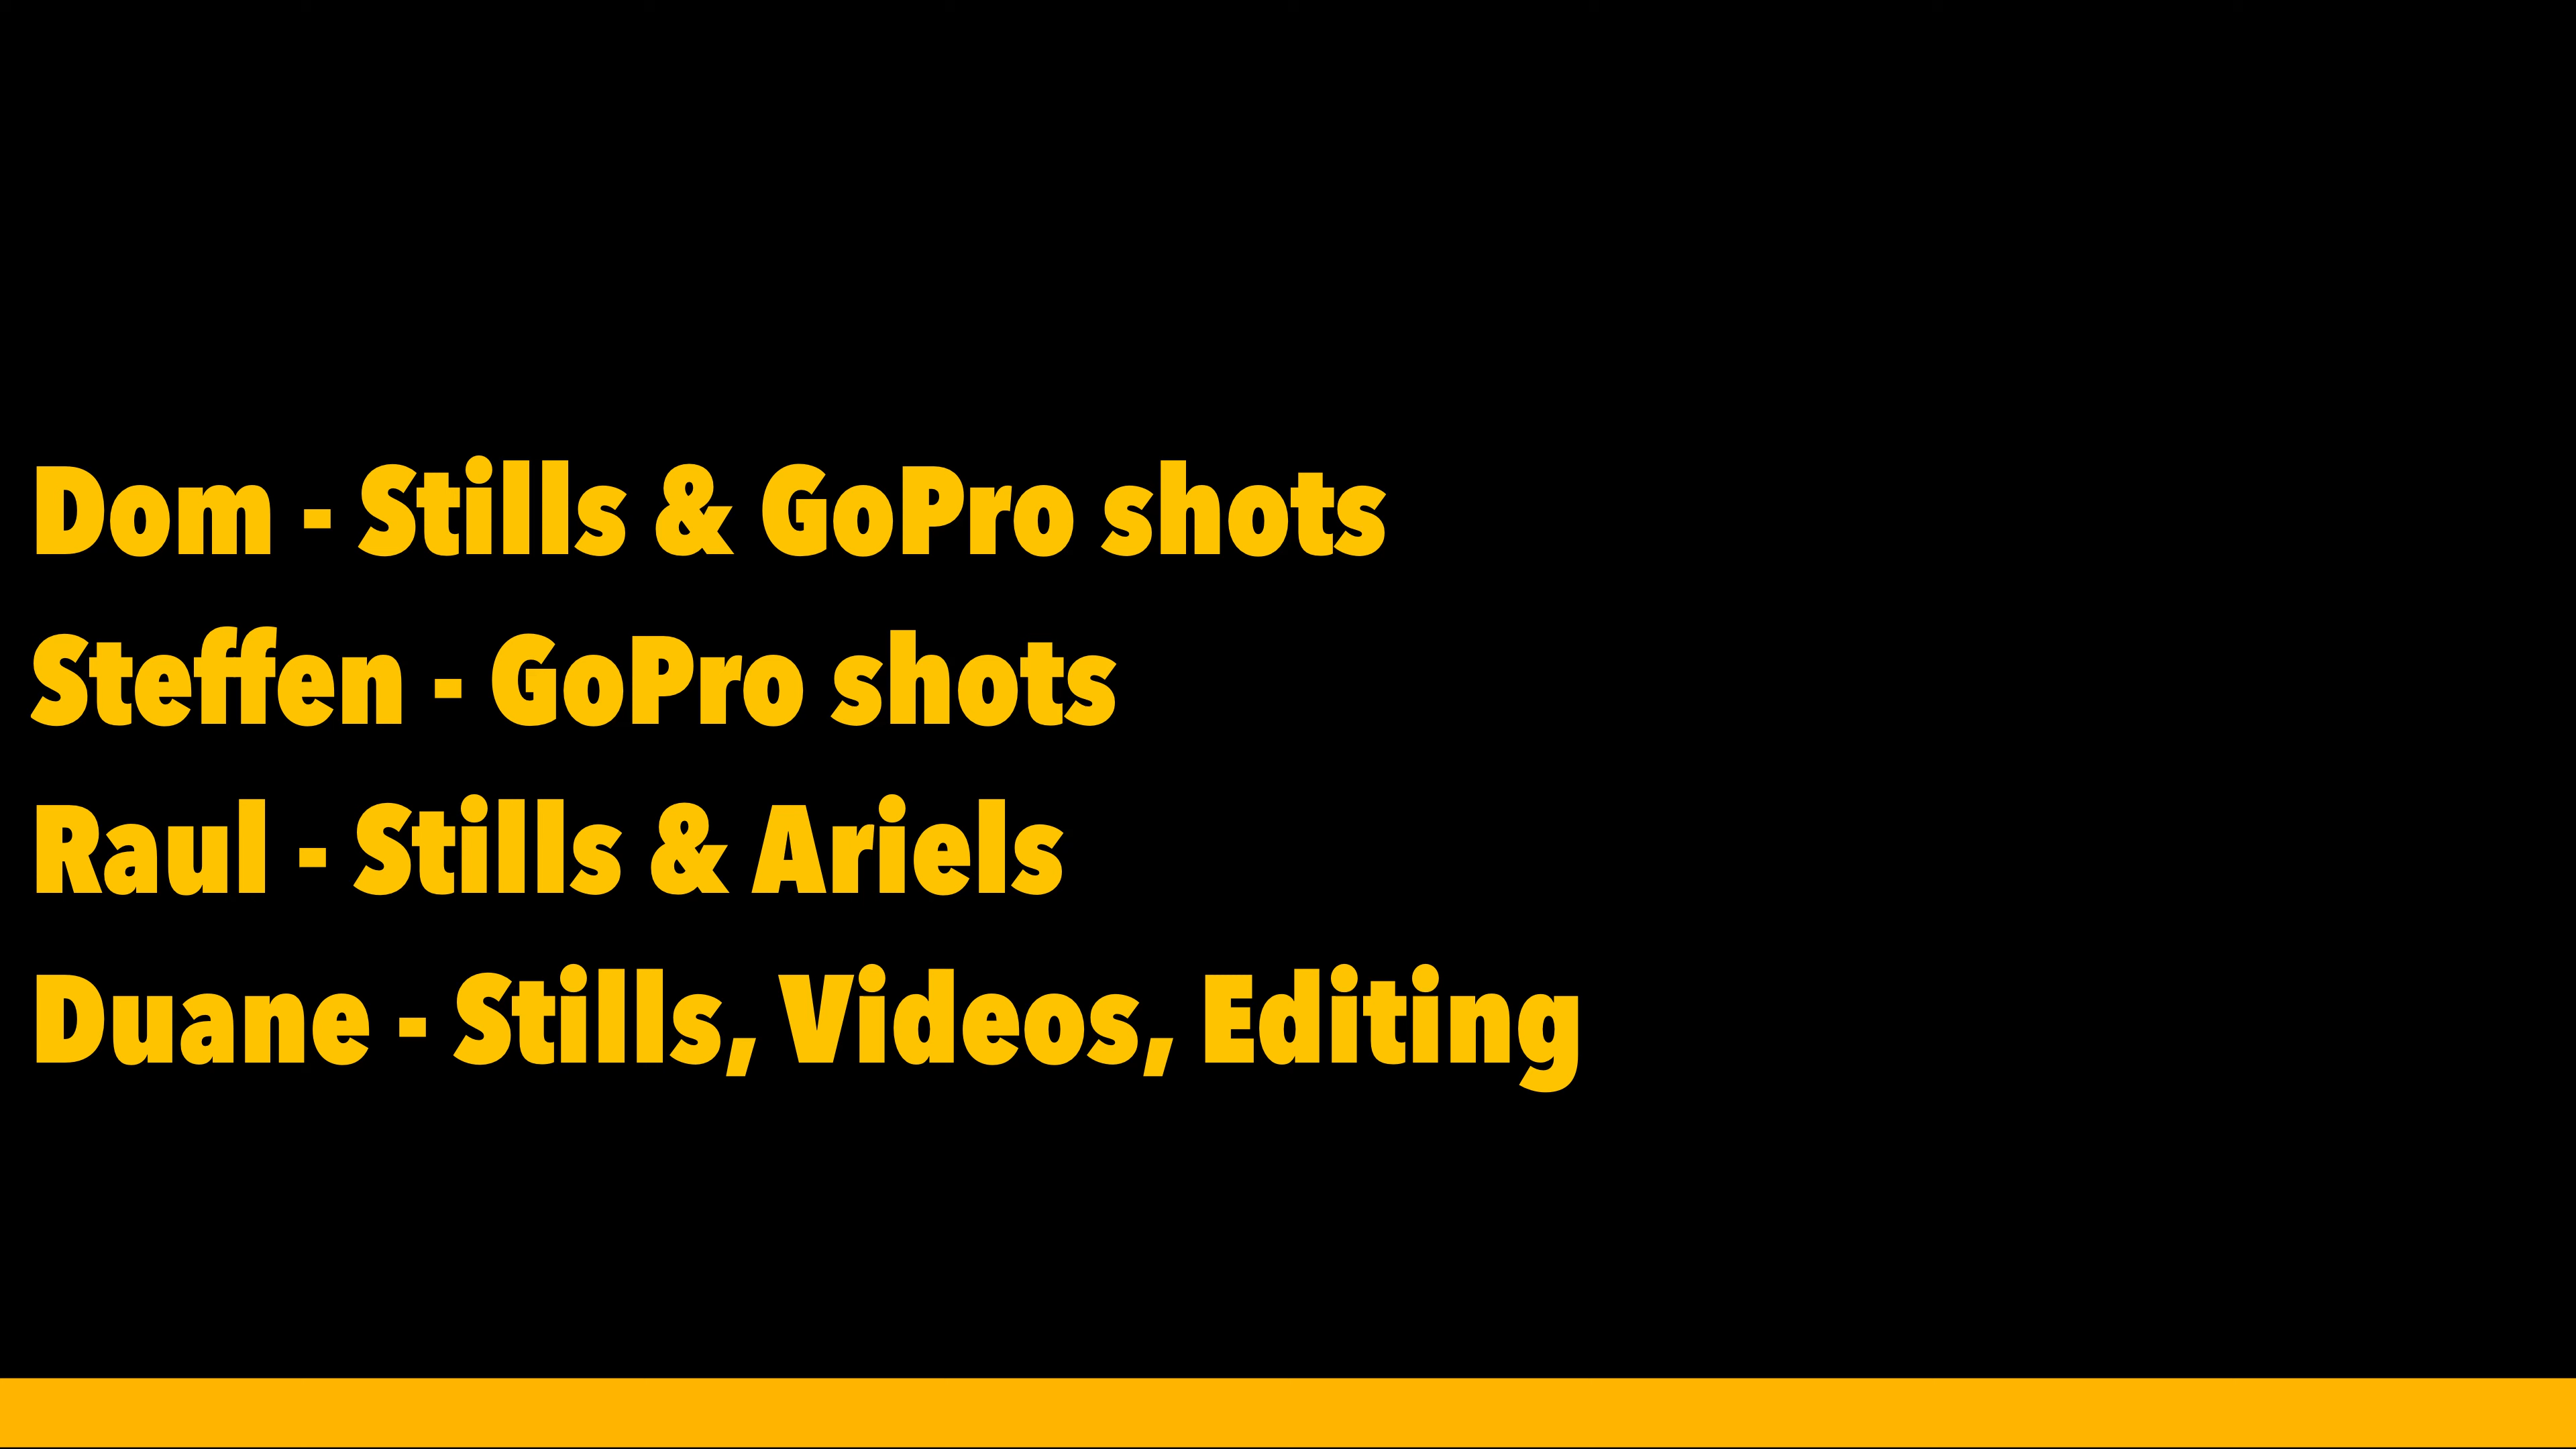 Dom - Stills & GoPro shots
Steffen - GoPro shots
Raul - Stills & Ariels
Duane - Stills, Videos, Editing